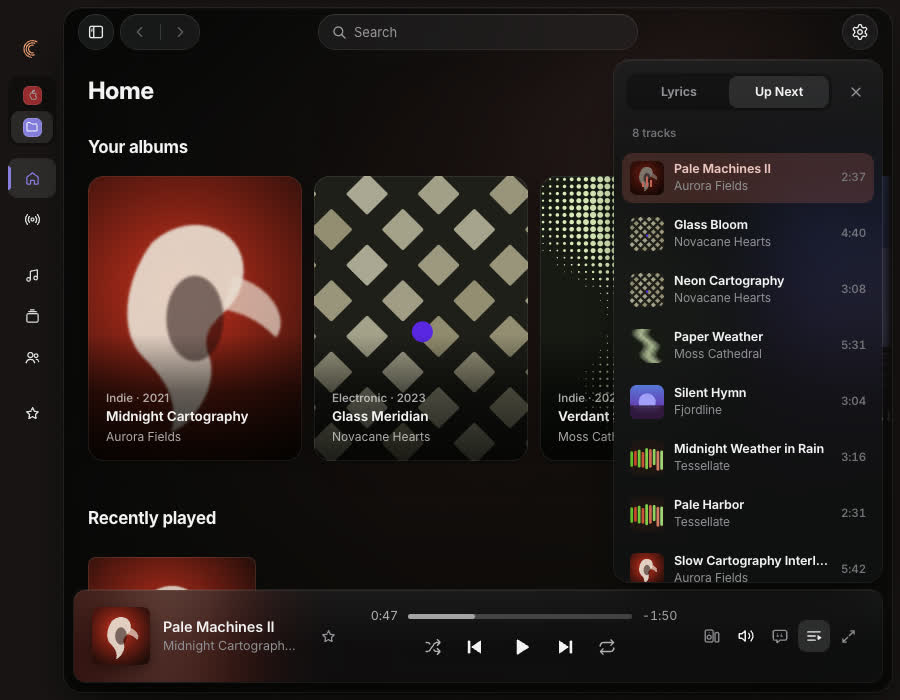 Search
Home
Your albums
Indie · 2021
Midnight Cartography
Aurora Fields
Electronic · 2023
Glass Meridian
Novacane Hearts
Indie · 202
Verdant
Moss Cath
Recently played
Lyrics
Up Next
8 tracks
Pale Machines II
Aurora Fields
2:37
Glass Bloom
Novacane Hearts
4:40
Neon Cartography
Novacane Hearts
3:08
Paper Weather
Moss Cathedral
5:31
Silent Hymn
Fjordline
3:04
Midnight Weather in Rain
Tessellate
3:16
Pale Harbor
Tessellate
2:31
Slow Cartography Interl...
Aurora Fields
5:42
Pale Machines II
Midnight Cartograph...
0:47
-1:50